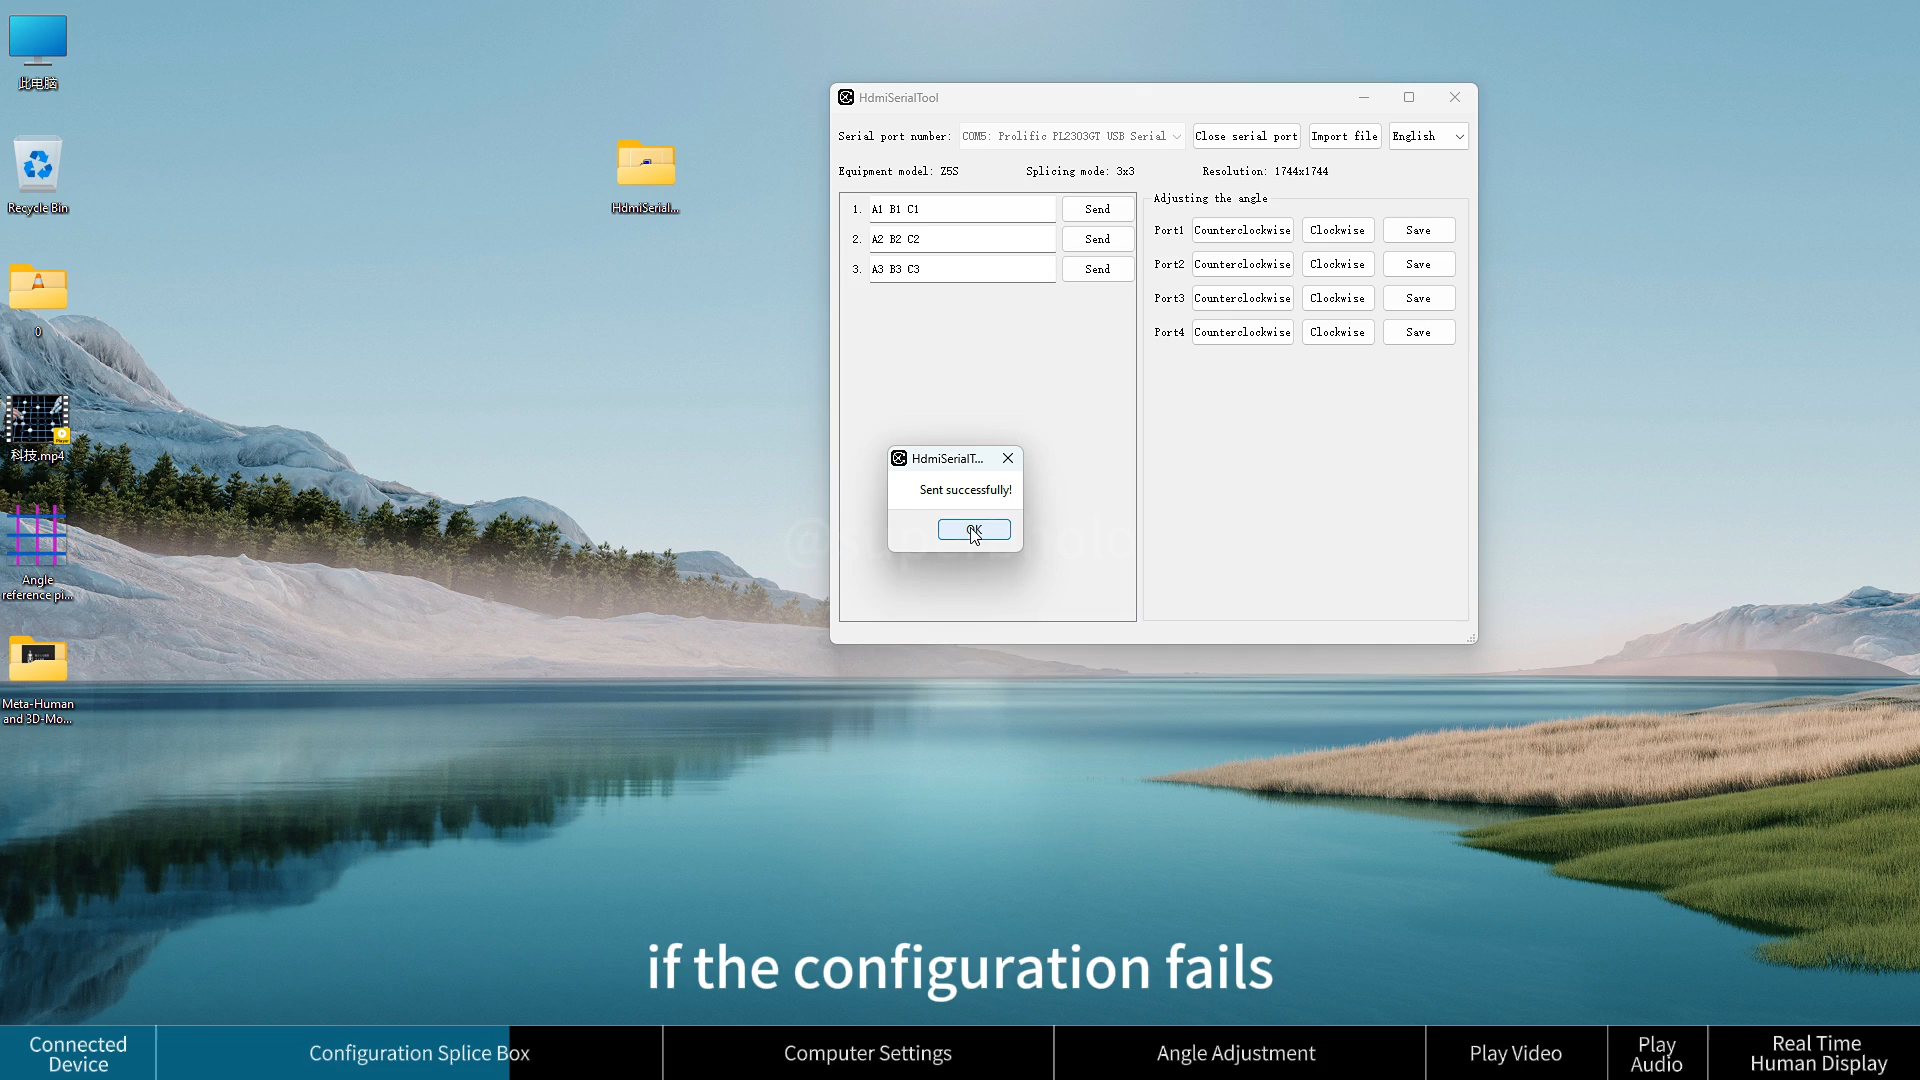 此电脑
Recycle Bin
0
科技.mp4
Angle
reference pi...
Meta-Human
and 3D-Mo...
HdmiSerial...
HdmiSerialTool
Serial port number: COM5: Prolific PL2303GT USB Serial Close serial port Import file English
Equipment model: Z5S Splicing mode: 3x3 Resolution: 1744x1744
1. A1 B1 C1 Send
2. A2 B2 C2 Send
3. A3 B3 C3 Send
Adjusting the angle
Port1 Counterclockwise Clockwise Save
Port2 Counterclockwise Clockwise Save
Port3 Counterclockwise Clockwise Save
Port4 Counterclockwise Clockwise Save
HdmiSerialT...
Sent successfully!
OK
if the configuration fails
Connected
Device
Configuration Splice Box
Computer Settings
Angle Adjustment
Play Video
Play
Audio
Real Time
Human Display